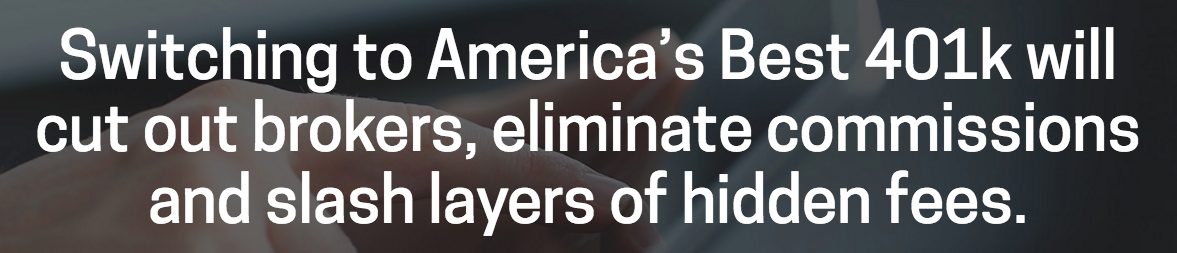 Switching to America’s Best 401k will
cut out brokers, eliminate commissions
and slash layers of hidden fees.